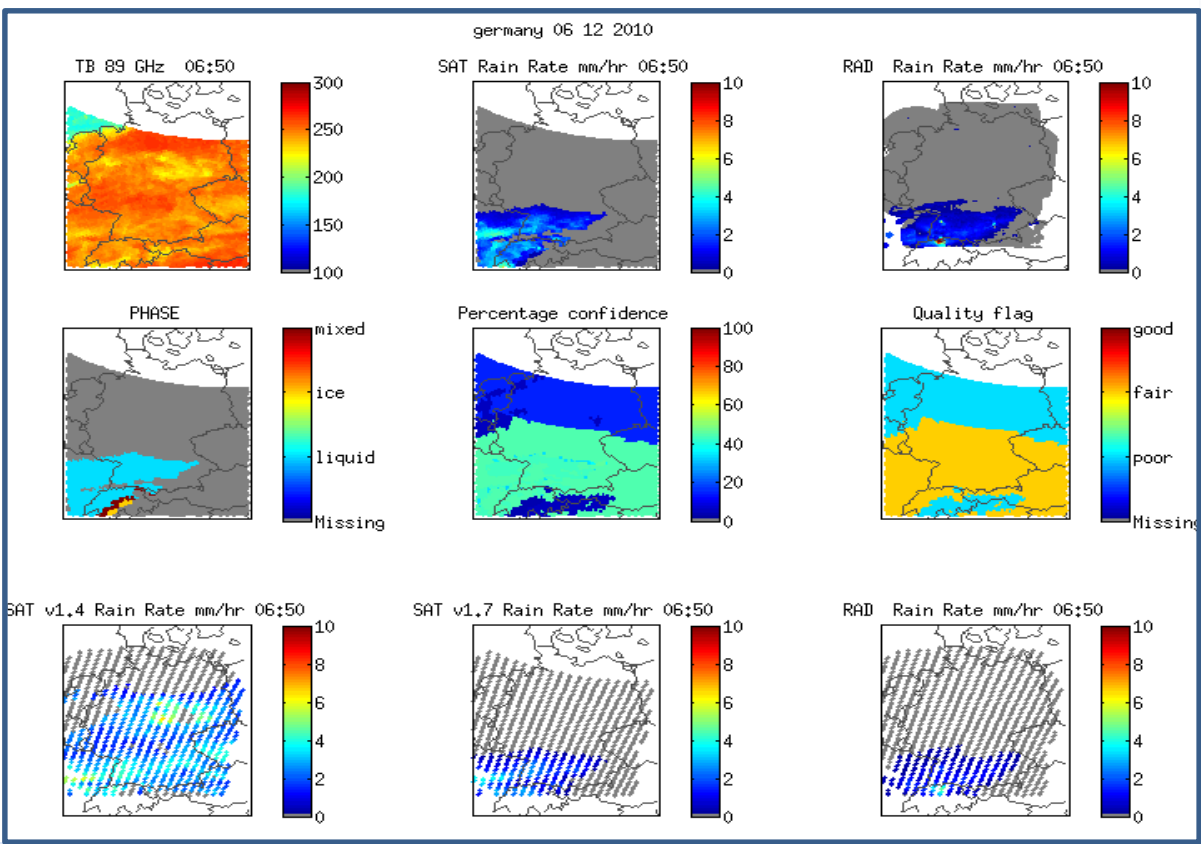 germany 06 12 2010
TB 89 GHz 06:50
300
250
200
150
100
SAT Rain Rate mm/hr 06:50
10
8
6
4
2
0
RAD Rain Rate mm/hr 06:50
10
8
6
4
2
0
PHASE
mixed
ice
liquid
Missing
Percentage confidence
100
80
60
40
20
0
Quality flag
good
fair
poor
Missing
SAT v1.4 Rain Rate mm/hr 06:50
10
8
6
4
2
0
SAT v1.7 Rain Rate mm/hr 06:50
10
8
6
4
2
0
RAD Rain Rate mm/hr 06:50
10
8
6
4
2
0